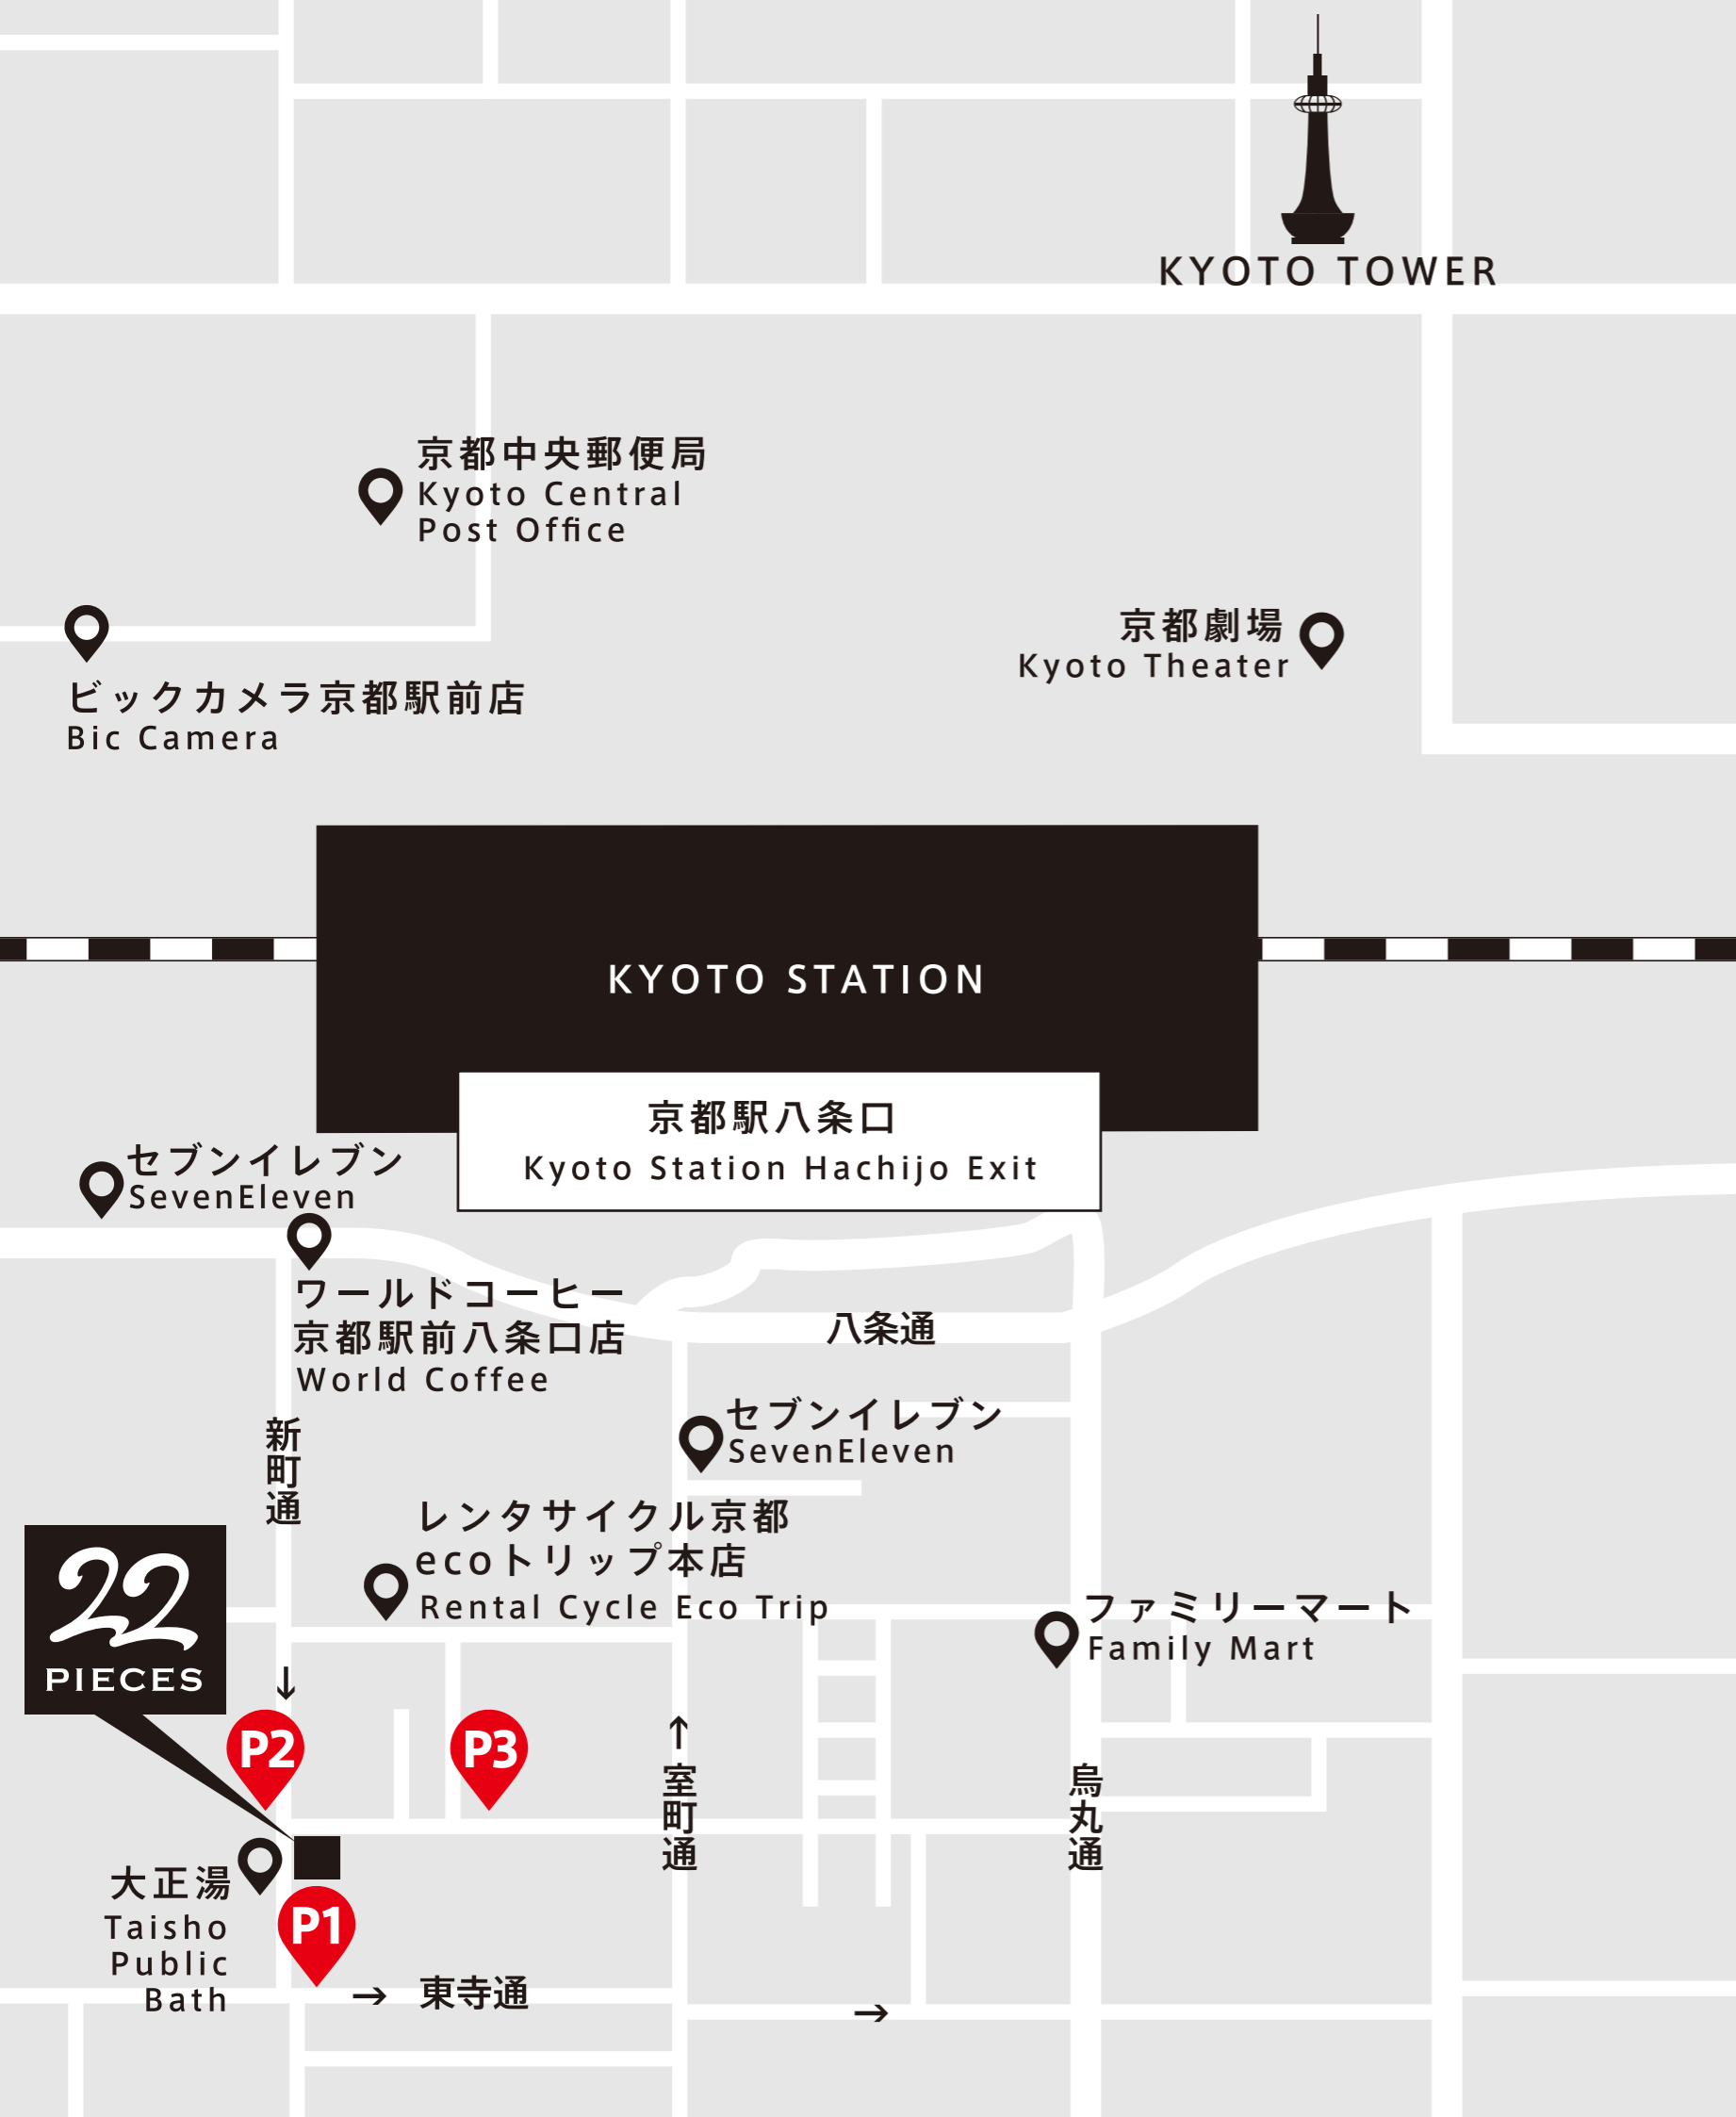 KYOTO TOWER
京都中央郵便局
Kyoto Central
Post Office
京都劇場
Kyoto Theater
ビックカメラ京都駅前店
Bic Camera
KYOTO STATION
京都駅八条口
Kyoto Station Hachijo Exit
セブンイレブン
SevenEleven
ワールドコーヒー
京都駅前八条口店
World Coffee
八条通
新町通
セブンイレブン
SevenEleven
レンタサイクル京都
ecoトリップ本店
Rental Cycle Eco Trip
22
PIECES
ファミリーマート
Family Mart
↓
P2
P3
↑
室町通
烏丸通
大正湯
Taisho
Public
Bath
P1
→ 東寺通
→